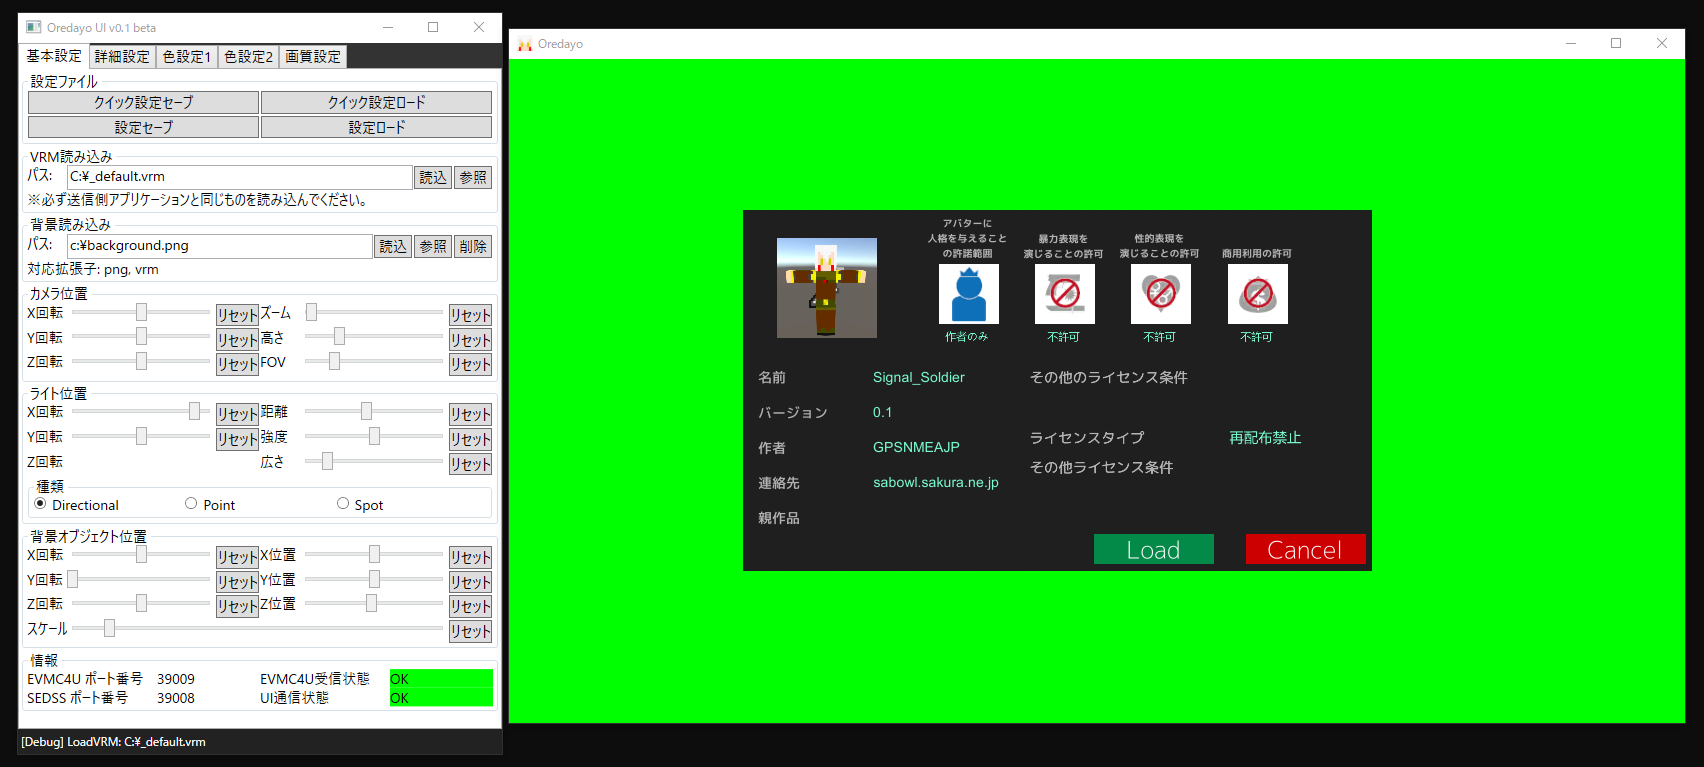 Oredayo UI v0.1 beta
基本設定 詳細設定 色設定1 色設定2 画質設定
設定ファイル
クイック設定セーブ クイック設定ロード
設定セーブ 設定ロード
VRM読み込み
パス: C:¥_default.vrm 読込 参照
※必ず送信側アプリケーションと同じものを読み込んでください。
背景読み込み
パス: c:¥background.png 読込 参照 削除
対応拡張子: png, vrm
カメラ位置
X回転 リセット ズーム リセット
Y回転 リセット 高さ リセット
Z回転 リセット FOV リセット
ライト位置
X回転 リセット 距離 リセット
Y回転 リセット 強度 リセット
Z回転 広さ リセット
種類
Directional Point Spot
背景オブジェクト位置
X回転 リセット X位置 リセット
Y回転 リセット Y位置 リセット
Z回転 リセット Z位置 リセット
スケール リセット
情報
EVMC4U ポート番号 39009 EVMC4U受信状態 OK
SEDSS ポート番号 39008 UI通信状態 OK
[Debug] LoadVRM: C:¥_default.vrm
Oredayo
アバターに
人格を与えること
の許諾範囲
作者のみ
暴力表現を
演じることの許可
不許可
性的表現を
演じることの許可
不許可
商用利用の許可
不許可
名前 Signal_Soldier
バージョン 0.1
作者 GPSNMEAJP
連絡先 sabowl.sakura.ne.jp
親作品
その他のライセンス条件
ライセンスタイプ 再配布禁止
その他ライセンス条件
Load Cancel